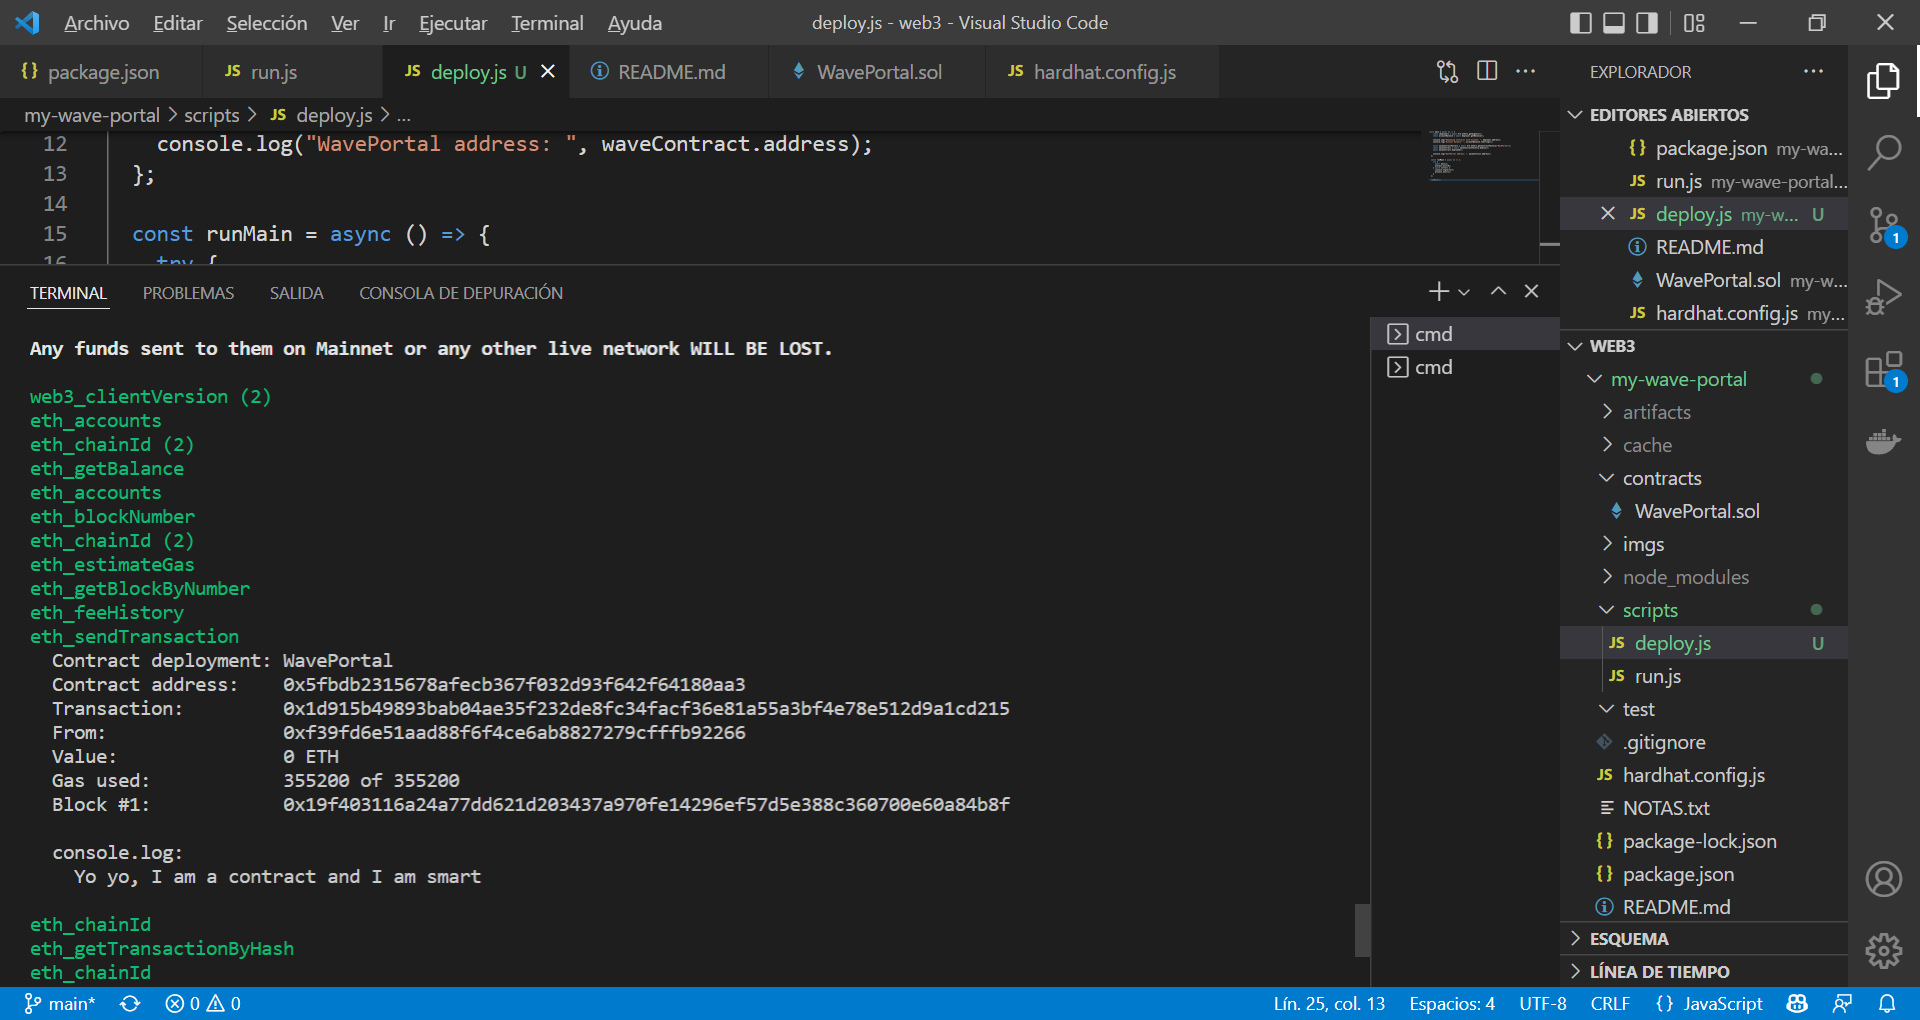 Archivo Editar Selección Ver Ir Ejecutar Terminal Ayuda deploy.js - web3 - Visual Studio Code
{} package.json JS run.js JS deploy.js U README.md WavePortal.sol JS hardhat.config.js
my-wave-portal > scripts > JS deploy.js > ...
12 console.log("WavePortal address: ", waveContract.address);
13 };
14
15 const runMain = async () => {
16 try {
TERMINAL PROBLEMAS SALIDA CONSOLA DE DEPURACIÓN
Any funds sent to them on Mainnet or any other live network WILL BE LOST.
web3_clientVersion (2)
eth_accounts
eth_chainId (2)
eth_getBalance
eth_accounts
eth_blockNumber
eth_chainId (2)
eth_estimateGas
eth_getBlockByNumber
eth_feeHistory
eth_sendTransaction
Contract deployment: WavePortal
Contract address: 0x5fbdb2315678afecb367f032d93f642f64180aa3
Transaction: 0x1d915b49893bab04ae35f232de8fc34facf36e81a55a3bf4e78e512d9a1cd215
From: 0xf39fd6e51aad88f6f4ce6ab8827279cfffb92266
Value: 0 ETH
Gas used: 355200 of 355200
Block #1: 0x19f403116a24a77dd621d203437a970fe14296ef57d5e388c360700e60a84b8f
console.log:
Yo yo, I am a contract and I am smart
eth_chainId
eth_getTransactionByHash
eth_chainId
cmd
cmd
EXPLORADOR
EDITORES ABIERTOS
{} package.json my-wa...
JS run.js my-wave-portal...
JS deploy.js my-w... U
README.md
WavePortal.sol my-w...
JS hardhat.config.js my...
WEB3
my-wave-portal
artifacts
cache
contracts
WavePortal.sol
imgs
node_modules
scripts
JS deploy.js U
JS run.js
test
.gitignore
JS hardhat.config.js
NOTAS.txt
{} package-lock.json
{} package.json
README.md
ESQUEMA
LÍNEA DE TIEMPO
1
1
main* 0 0 Lín. 25, col. 13 Espacios: 4 UTF-8 CRLF {} JavaScript